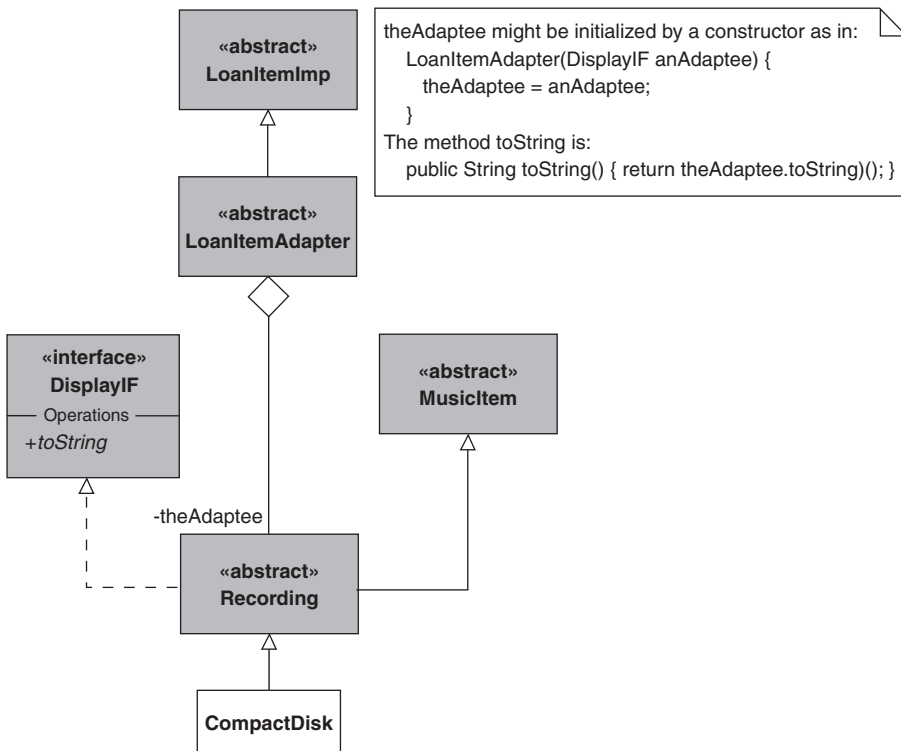 «abstract»
LoanItemImp
theAdaptee might be initialized by a constructor as in:
LoanItemAdapter(DisplayIF anAdaptee) {
theAdaptee = anAdaptee;
}
The method toString is:
public String toString() { return theAdaptee.toString)(); }
«abstract»
LoanItemAdapter
«interface»
DisplayIF
Operations
+toString
«abstract»
MusicItem
-theAdaptee
«abstract»
Recording
CompactDisk